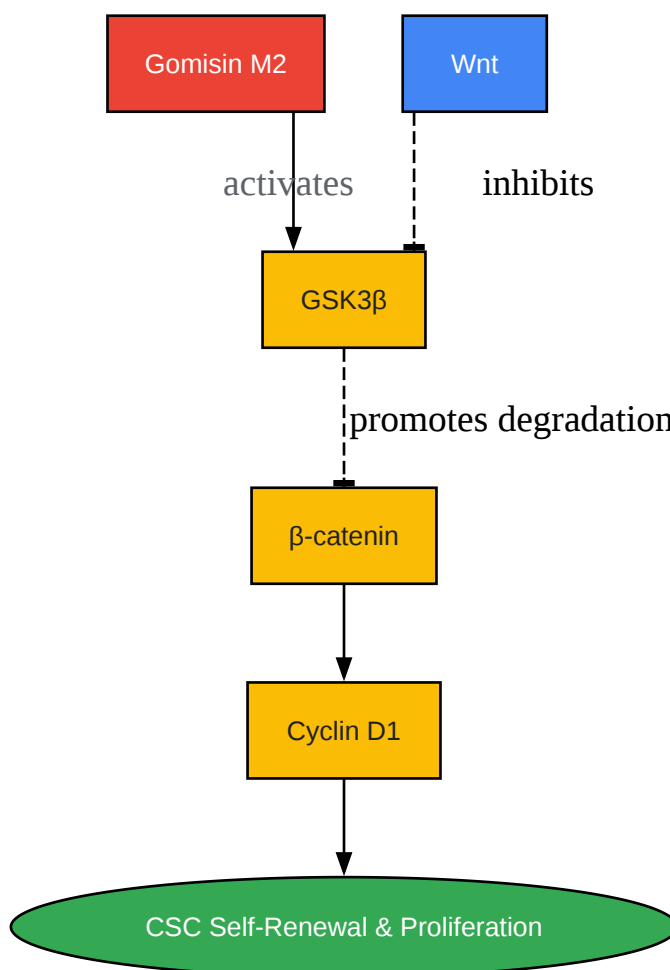 Gomisin M2
Wnt
activates
inhibits
GSK3β
promotes degradation
β-catenin
Cyclin D1
CSC Self-Renewal & Proliferation